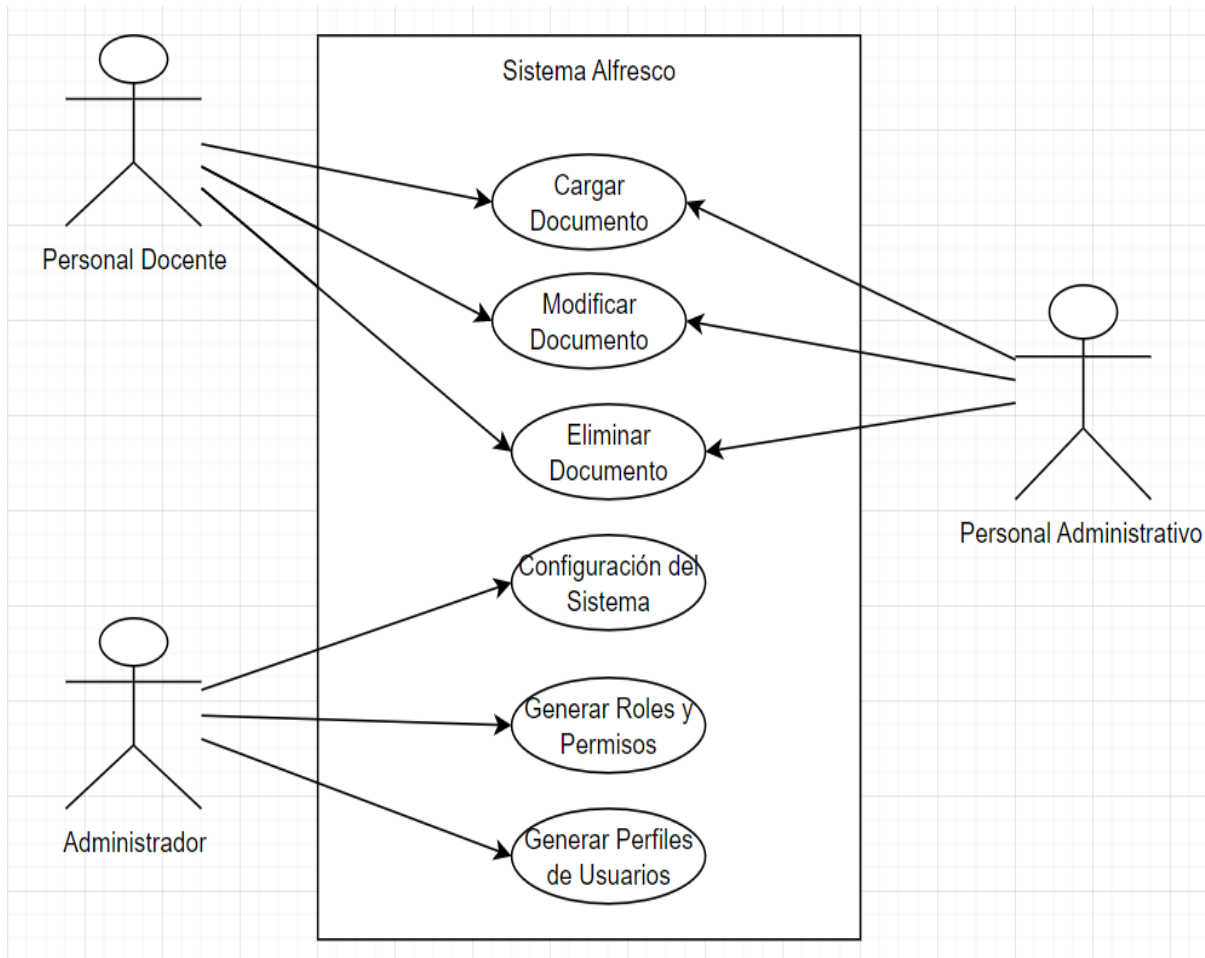 Sistema Alfresco
Cargar
Documento
Personal Docente
Modificar
Documento
Eliminar
Documento
Personal Administrativo
Configuración del
Sistema
Generar Roles y
Permisos
Administrador
Generar Perfiles
de Usuarios